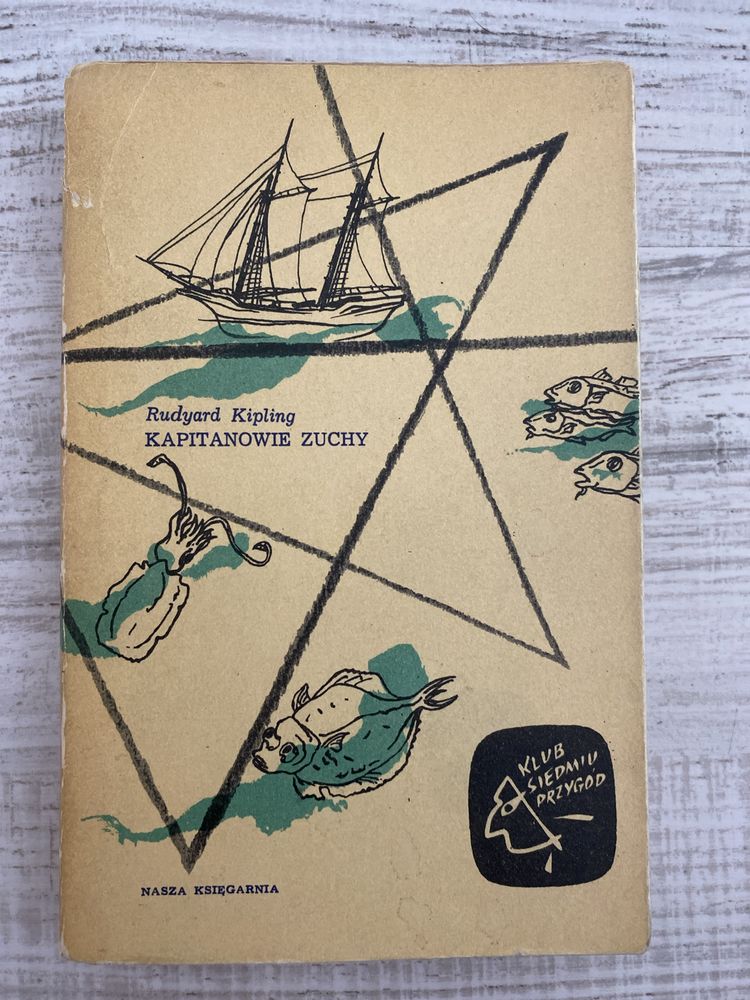 Rudyard Kipling
KAPITANOWIE ZUCHY
KLUB
SIEDMIU
PRZYGÓD
NASZA KSIĘGARNIA